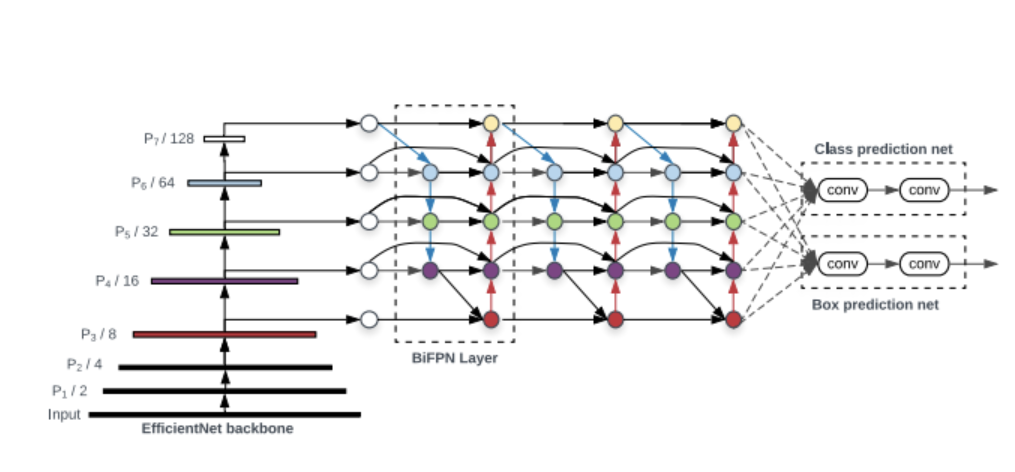 P7 / 128
P6 / 64
P5 / 32
P4 / 16
P3 / 8
P2 / 4
P1 / 2
Input
EfficientNet backbone
BiFPN Layer
Class prediction net
conv conv
conv conv
Box prediction net